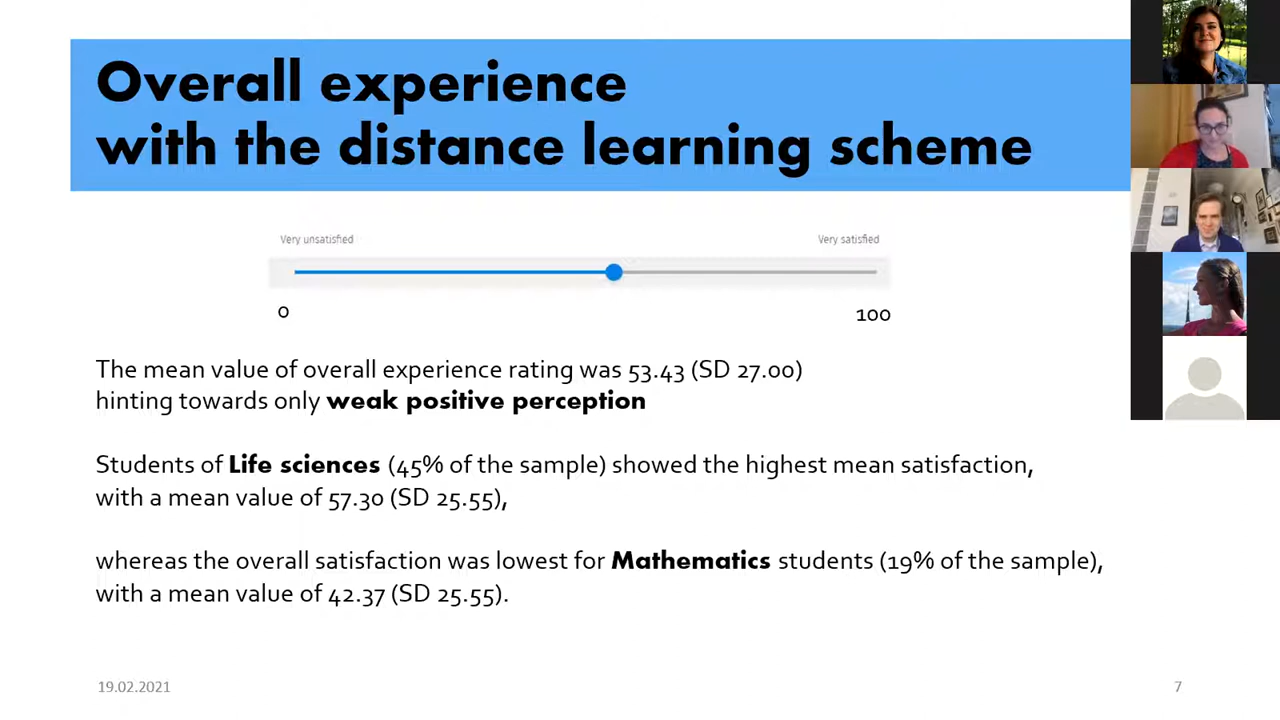 Overall experience
with the distance learning scheme
Very unsatisfied
Very satisfied
0
100
The mean value of overall experience rating was 53.43 (SD 27.00)
hinting towards only weak positive perception
Students of Life sciences (45% of the sample) showed the highest mean satisfaction,
with a mean value of 57.30 (SD 25.55),
whereas the overall satisfaction was lowest for Mathematics students (19% of the sample),
with a mean value of 42.37 (SD 25.55).
19.02.2021
7